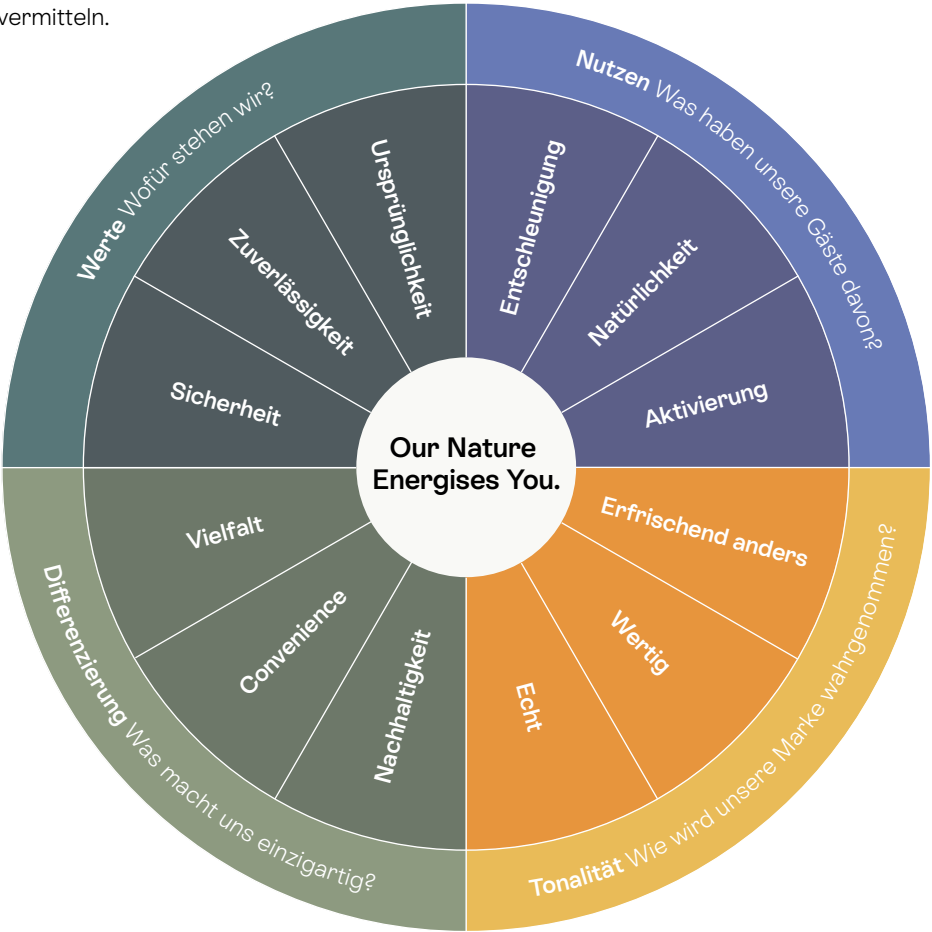 vermitteln.
Werte Wofür stehen wir?
Ursprünglichkeit
Zuverlässigkeit
Sicherheit
Nutzen Was haben unsere Gäste davon?
Entschleunigung
Natürlichkeit
Aktivierung
Our Nature
Energises You.
Erfrischend anders
Wertig
Echt
Tonalität Wie wird unsere Marke wahrgenommen?
Vielfalt
Convenience
Nachhaltigkeit
Differenzierung Was macht uns einzigartig?